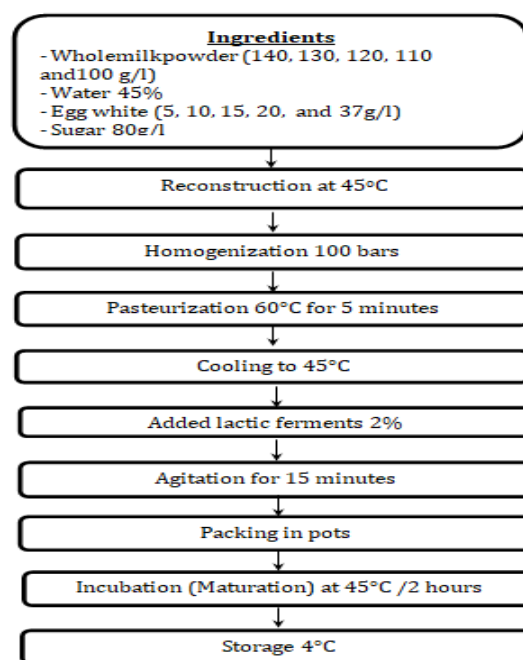 Ingredients
- Wholemilkpowder (140, 130, 120, 110
and100 g/l)
- Water 45%
- Egg white (5, 10, 15, 20, and 37g/l)
- Sugar 80g/l
Reconstruction at 45°C
Homogenization 100 bars
Pasteurization 60°C for 5 minutes
Cooling to 45°C
Added lactic ferments 2%
Agitation for 15 minutes
Packing in pots
Incubation (Maturation) at 45°C /2 hours
Storage 4°C